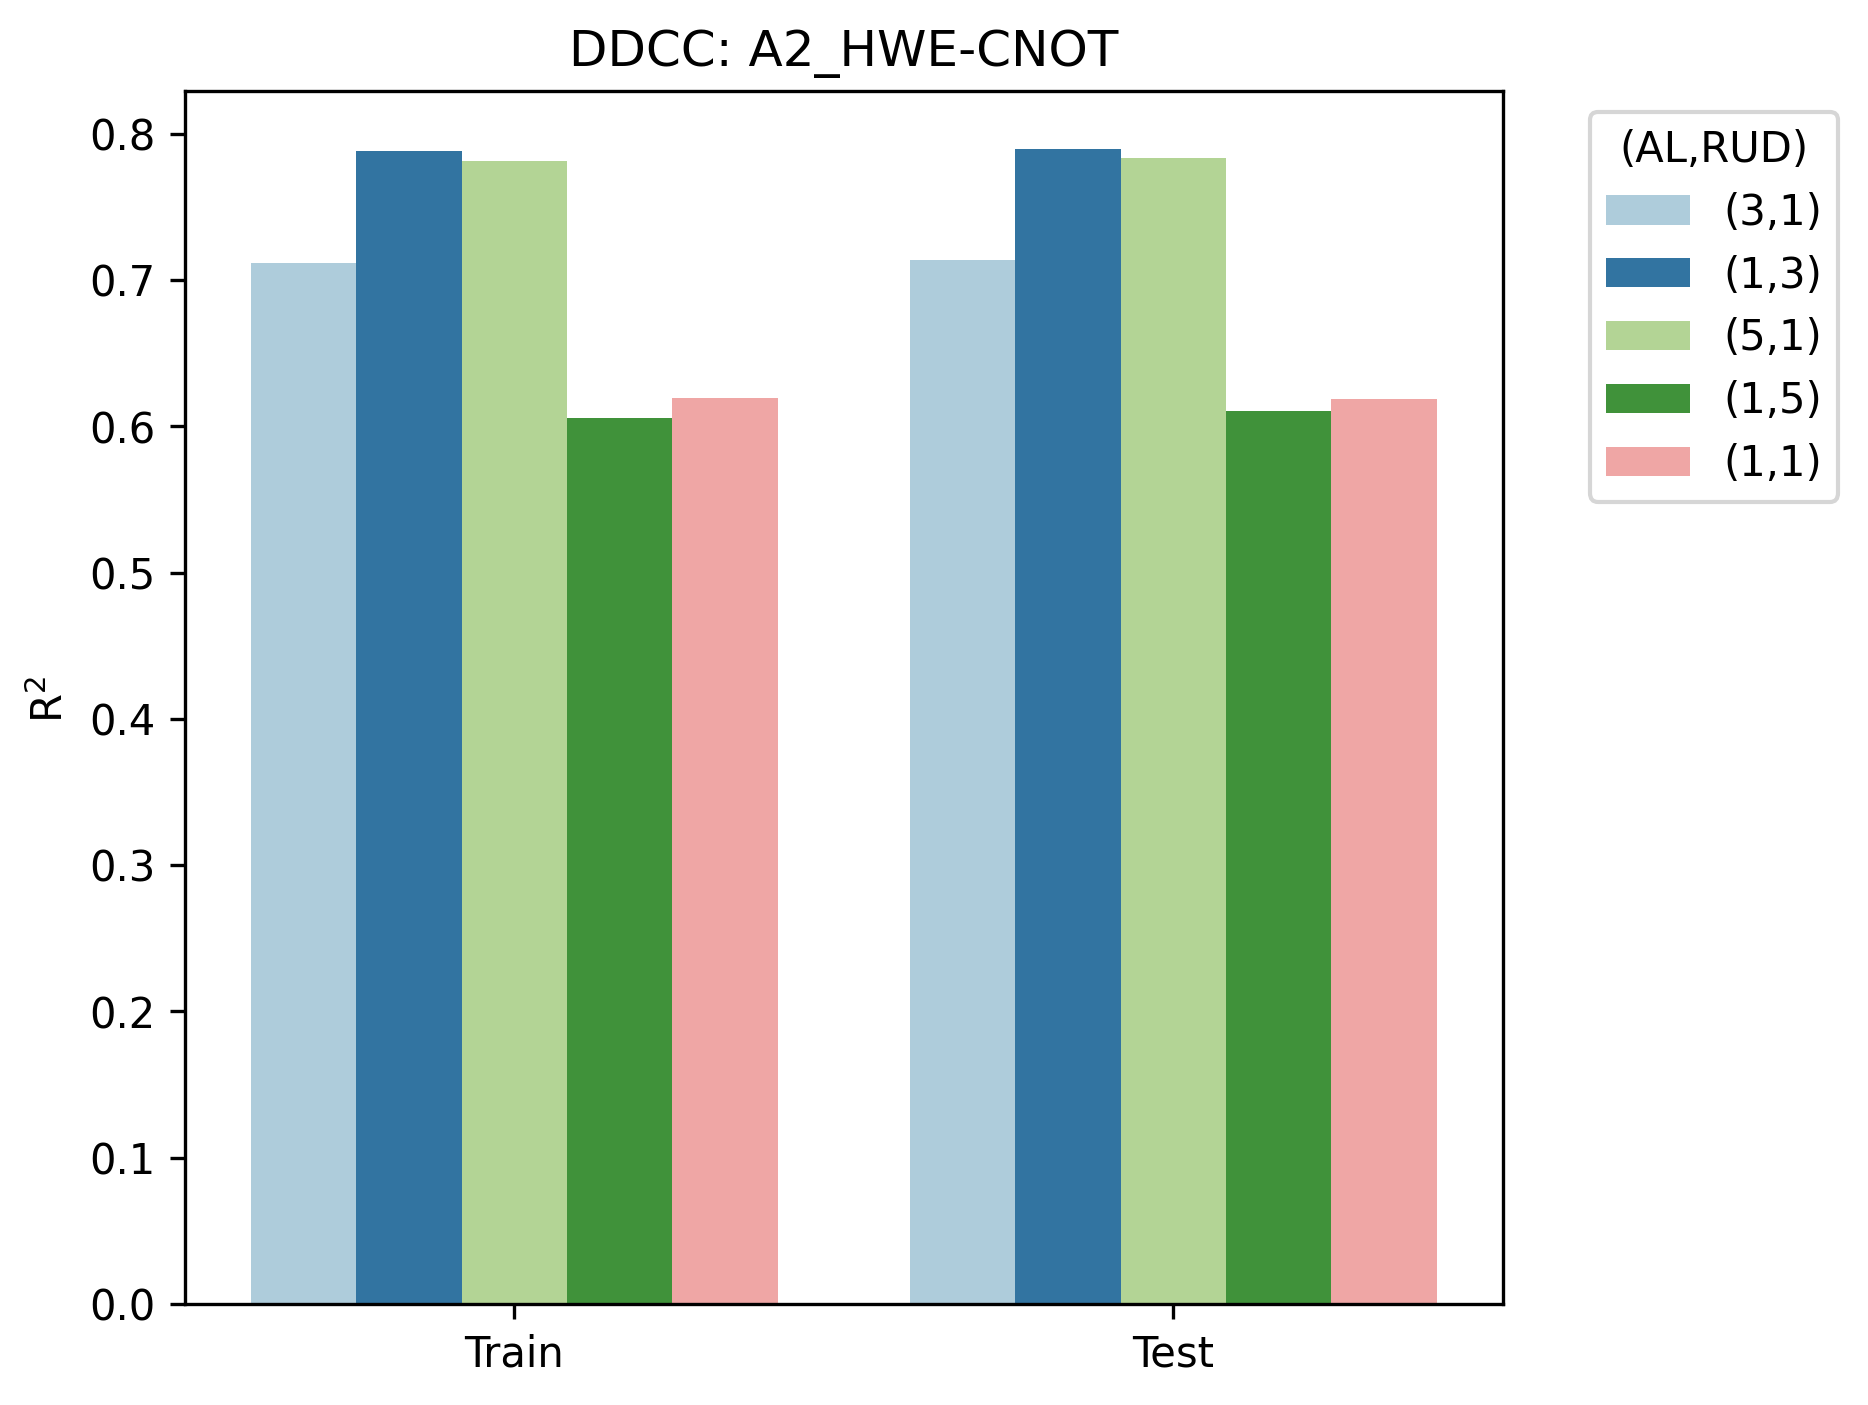 DDCC: A2_HWE-CNOT
R²
0.8
0.7
0.6
0.5
0.4
0.3
0.2
0.1
0.0
Train
Test
(AL,RUD)
(3,1)
(1,3)
(5,1)
(1,5)
(1,1)